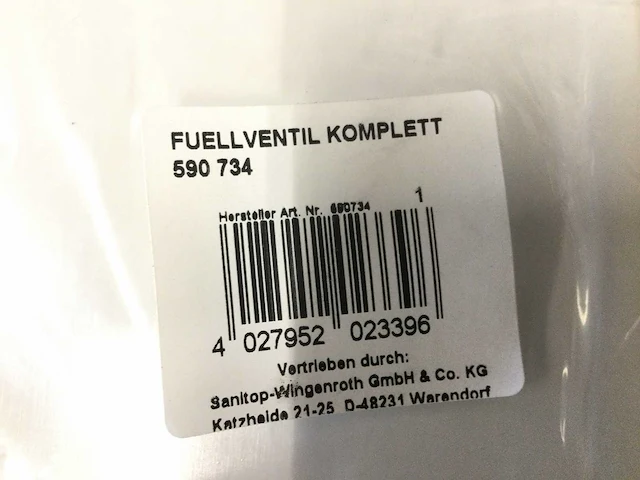 FUELLVENTIL KOMPLETT
590 734
1
Hersteller Art. Nr. 590734
4 027952 023396
Vertrieben durch:
Sanitop-Wingenroth GmbH & Co. KG
Katzheide 21-25 D-48231 Warendorf